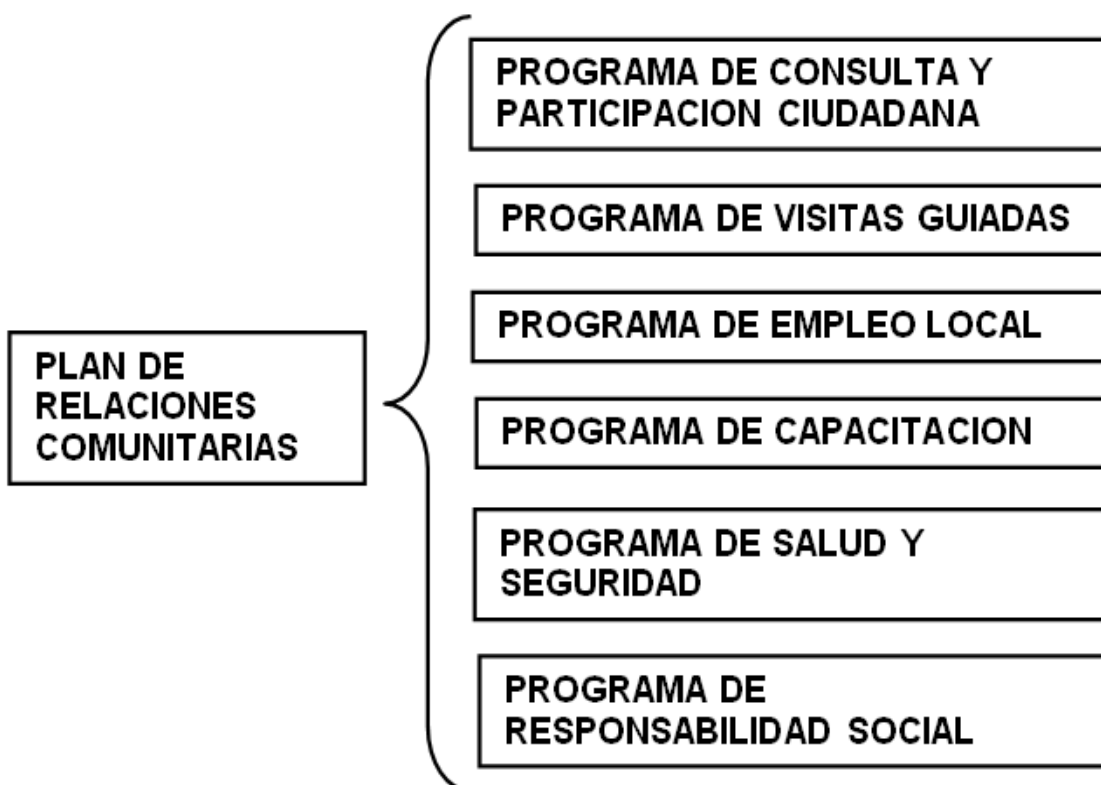 PLAN DE
RELACIONES
COMUNITARIAS
PROGRAMA DE CONSULTA Y
PARTICIPACION CIUDADANA
PROGRAMA DE VISITAS GUIADAS
PROGRAMA DE EMPLEO LOCAL
PROGRAMA DE CAPACITACION
PROGRAMA DE SALUD Y
SEGURIDAD
PROGRAMA DE
RESPONSABILIDAD SOCIAL